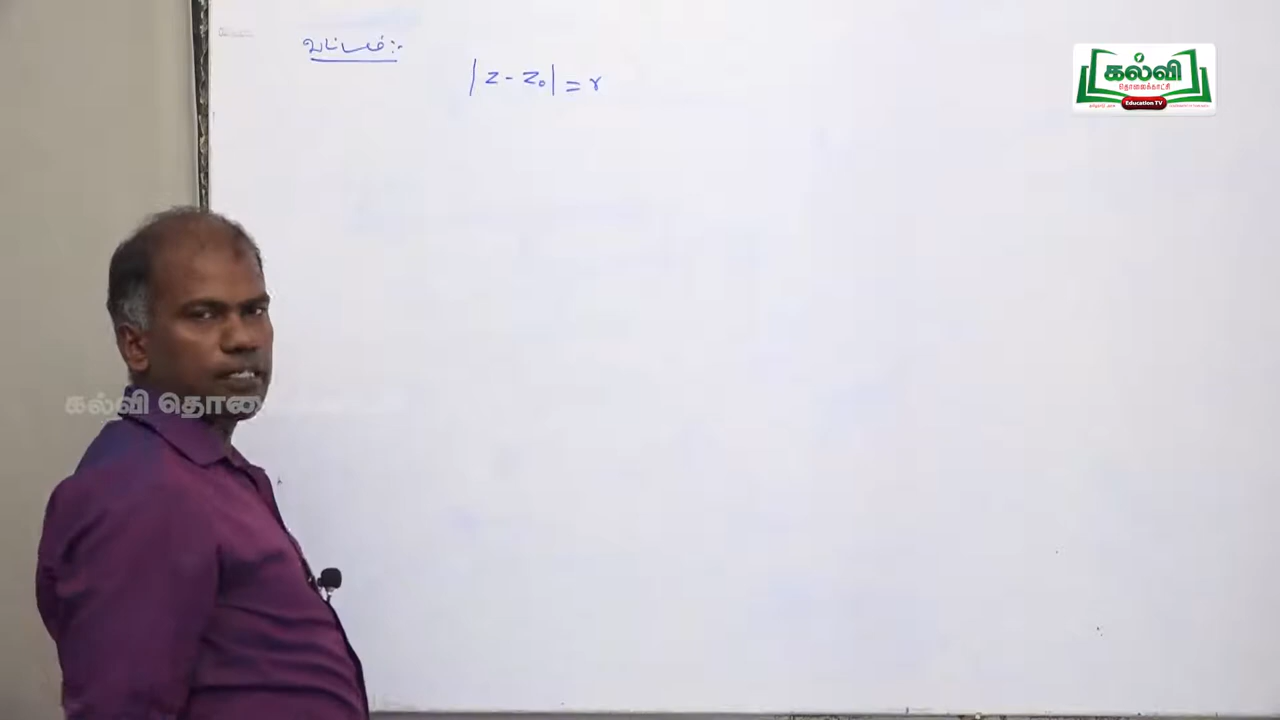 வட்டம்:-
|z - z₀| = r
கல்வி
தொலைக்காட்சி
Education TV
கல்வி தொலை